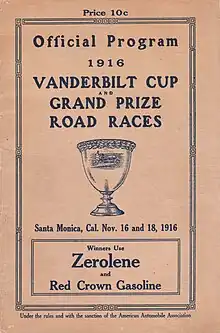 Price 10c
Official Program
1916
VANDERBILT CUP
AND
GRAND PRIZE
ROAD RACES
Santa Monica, Cal. Nov. 16 and 18, 1916
Winners Use
Zerolene
and
Red Crown Gasoline
Under the rules and with the sanction of the American Automobile Association